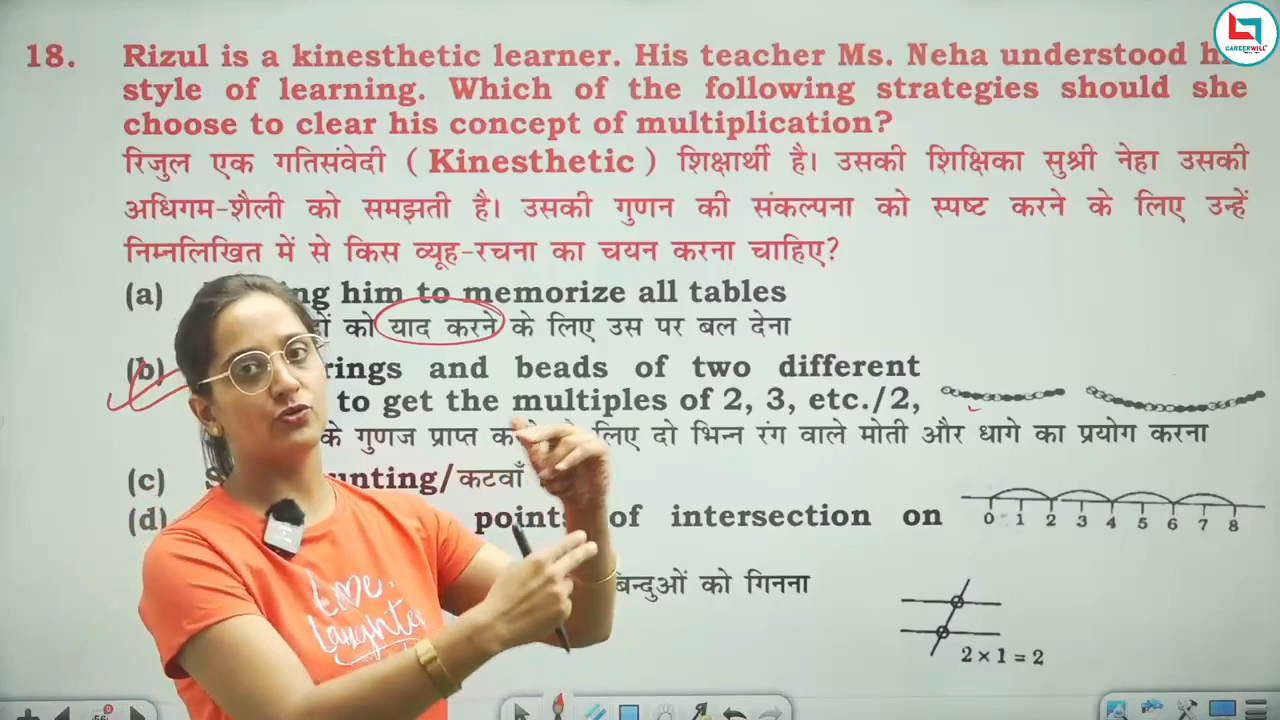 CAREERWILL
18. Rizul is a kinesthetic learner. His teacher Ms. Neha understood
style of learning. Which of the following strategies should she
choose to clear his concept of multiplication?
रिजुल एक गतिसंवेदी ( Kinesthetic ) शिक्षार्थी है। उसकी शिक्षिका सुश्री नेहा उसकी
अधिगम-शैली को समझती है। उसकी गुणन की संकल्पना को स्पष्ट करने के लिए उन्हें
निम्नलिखित में से किस व्यूह-रचना का चयन करना चाहिए?
(a) him to memorize all tables
को याद करने के लिए उस पर बल देना
(b) and beads of two different
to get the multiples of 2, 3, etc./2,
के गुणज प्राप्त लिए दो भिन्न रंग वाले मोती और धागे का प्रयोग करना
(c) कटवाँ
(d) points of intersection on
0 1 2 3 4 5 6 7 8
बिन्दुओं को गिनना
2 × 1 = 2
Love,